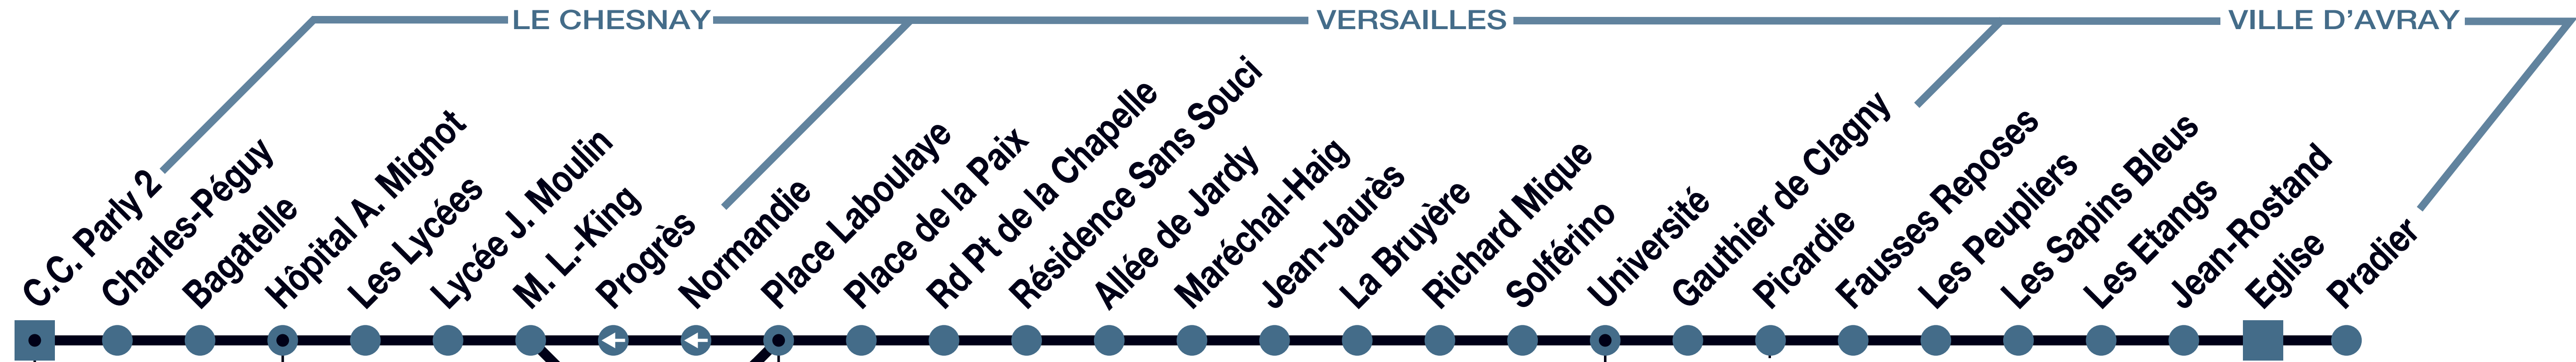 LE CHESNAY
VERSAILLES
VILLE D’AVRAY
C.C. Parly 2
Charles-Péguy
Bagatelle
Hôpital A. Mignot
Les Lycées
Lycée J. Moulin
M. L.-King
Progrès
Normandie
Place Laboulaye
Place de la Paix
Rd Pt de la Chapelle
Résidence Sans Souci
Allée de Jardy
Maréchal-Haig
Jean-Jaurès
La Bruyère
Richard Mique
Solférino
Université
Gauthier de Clagny
Picardie
Fausses Reposes
Les Peupliers
Les Sapins Bleus
Les Etangs
Jean-Rostand
Eglise
Pradier